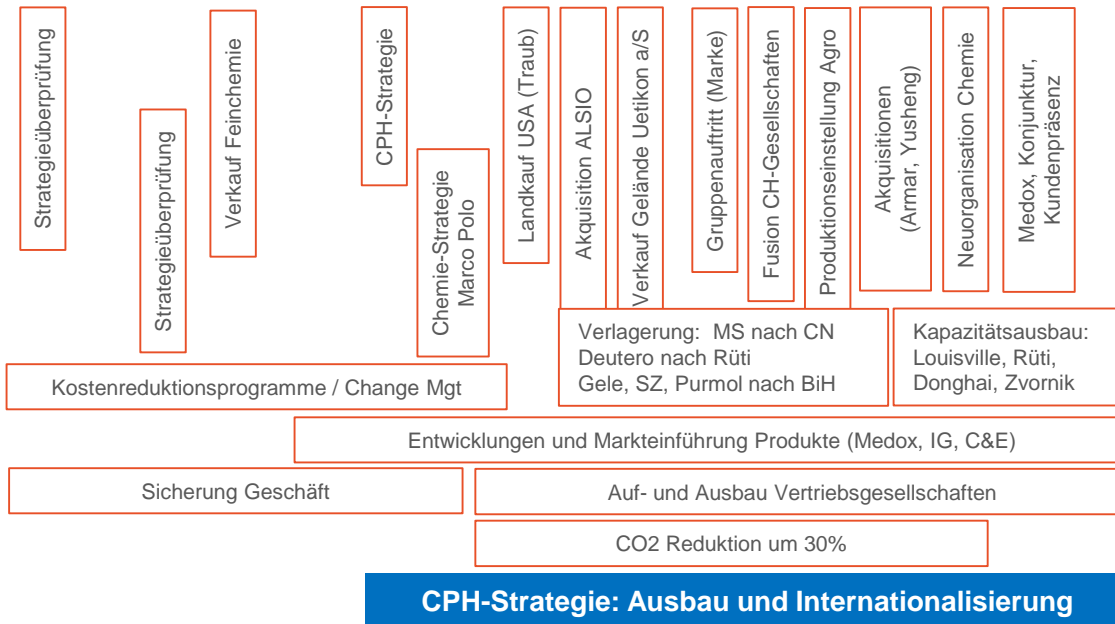 Strategieüberprüfung
Strategieüberprüfung
Verkauf Feinchemie
CPH-Strategie
Chemie-Strategie
Marco Polo
Landkauf USA (Traub)
Akquisition ALSIO
Verkauf Gelände Uetikon a/S
Gruppenauftritt (Marke)
Fusion CH-Gesellschaften
Produktionseinstellung Agro
Akquisitionen
(Armar, Yusheng)
Neuorganisation Chemie
Medox, Konjunktur,
Kundenpräsenz
Verlagerung: MS nach CN
Deutero nach Rüti
Gele, SZ, Purmol nach BiH
Kapazitätsausbau:
Louisville, Rüti,
Donghai, Zvornik
Kostenreduktionsprogramme / Change Mgt
Entwicklungen und Markteinführung Produkte (Medox, IG, C&E)
Sicherung Geschäft
Auf- und Ausbau Vertriebsgesellschaften
CO2 Reduktion um 30%
CPH-Strategie: Ausbau und Internationalisierung